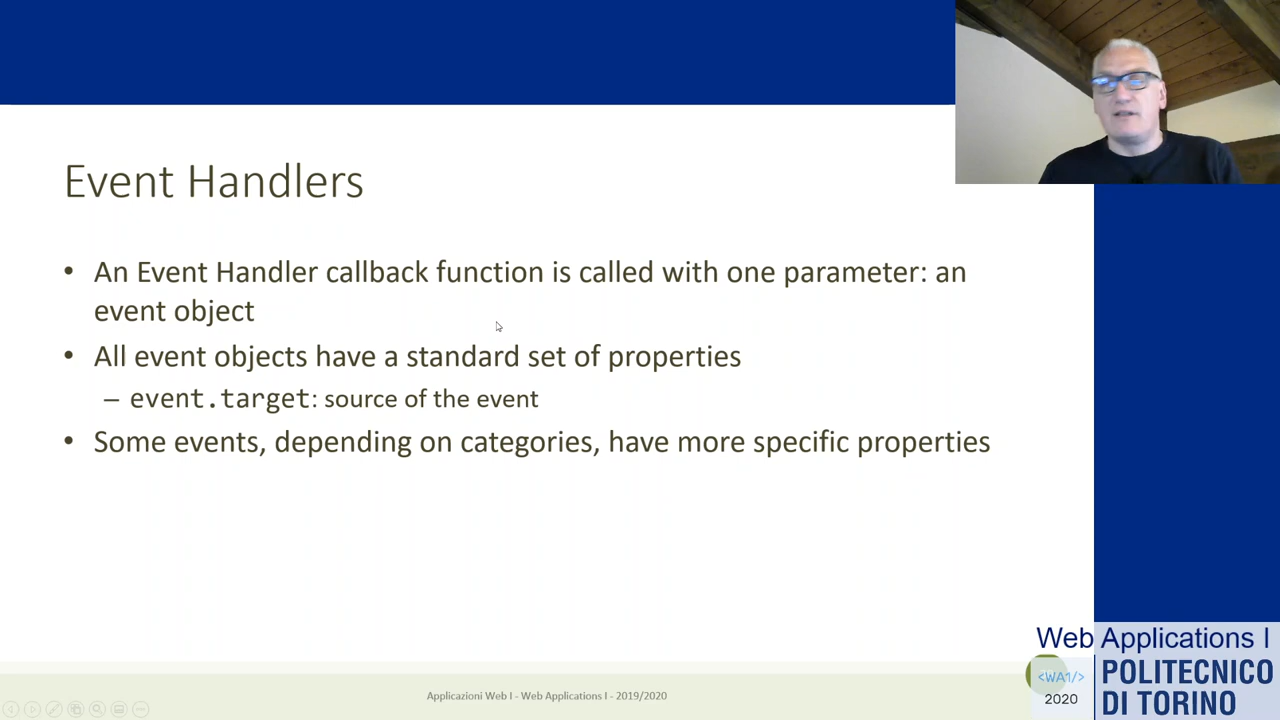 Event Handlers
• An Event Handler callback function is called with one parameter: an
event object
• All event objects have a standard set of properties
– event.target: source of the event
• Some events, depending on categories, have more specific properties
Applicazioni Web I - Web Applications I - 2019/2020
Web Applications I
<WA1/>
2020
POLITECNICO
DI TORINO